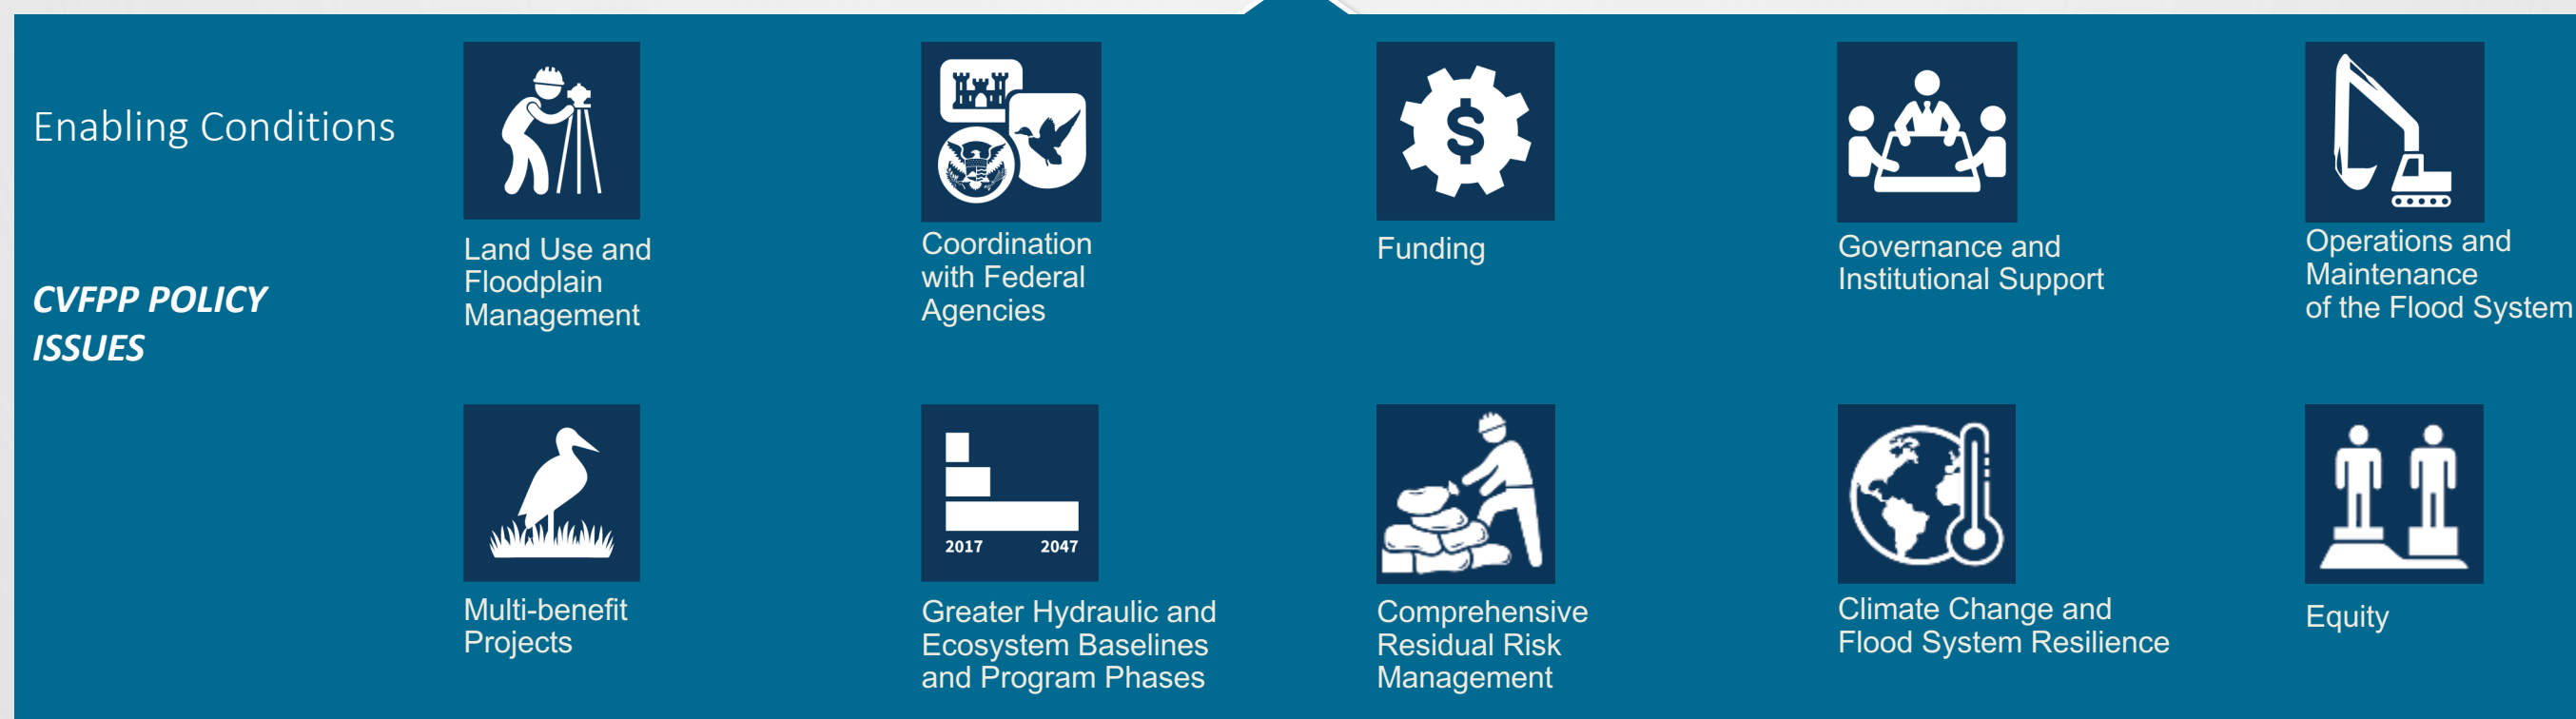 Enabling Conditions
CVFPP POLICY
ISSUES
Land Use and
Floodplain
Management
Coordination
with Federal
Agencies
$
Funding
Governance and
Institutional Support
Operations and
Maintenance
of the Flood System
Multi-benefit
Projects
2017 2047
Greater Hydraulic and
Ecosystem Baselines
and Program Phases
Comprehensive
Residual Risk
Management
Climate Change and
Flood System Resilience
Equity